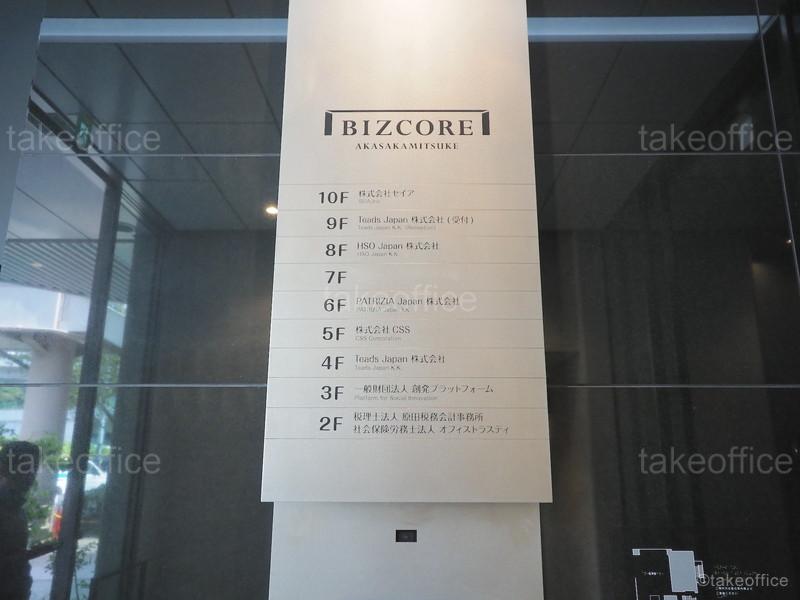 BIZCORE
AKASAKAMITSUKE
10F 株式会社セイア
9F Teads Japan 株式会社 (受付)
Teads Japan K.K. (Reception)
8F HSO Japan 株式会社
HSO Japan K.K.
7F
6F PATRIZIA Japan 株式会社
PATRIZIA Japan K.K.
5F 株式会社 CSS
CSS Corporation
4F Teads Japan 株式会社
Teads Japan K.K.
3F 一般財団法人 創発プラットフォーム
Platform for Social Innovation
2F 税理士法人 原田税務会計事務所
社会保険労務士法人 オフィストラスティ
takeoffice
takeoffice
takeoffice
takeoffice
takeoffice
©takeoffice